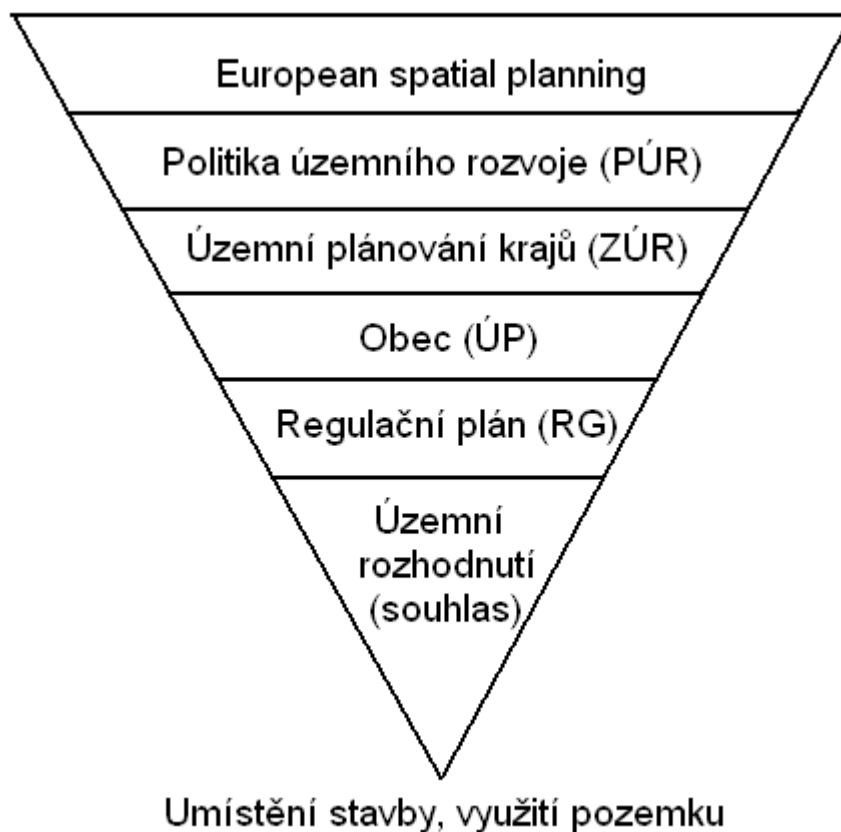 European spatial planning
Politika územního rozvoje (PÚR)
Územní plánování krajů (ZÚR)
Obec (ÚP)
Regulační plán (RG)
Územní
rozhodnutí
(souhlas)
Umístění stavby, využití pozemku